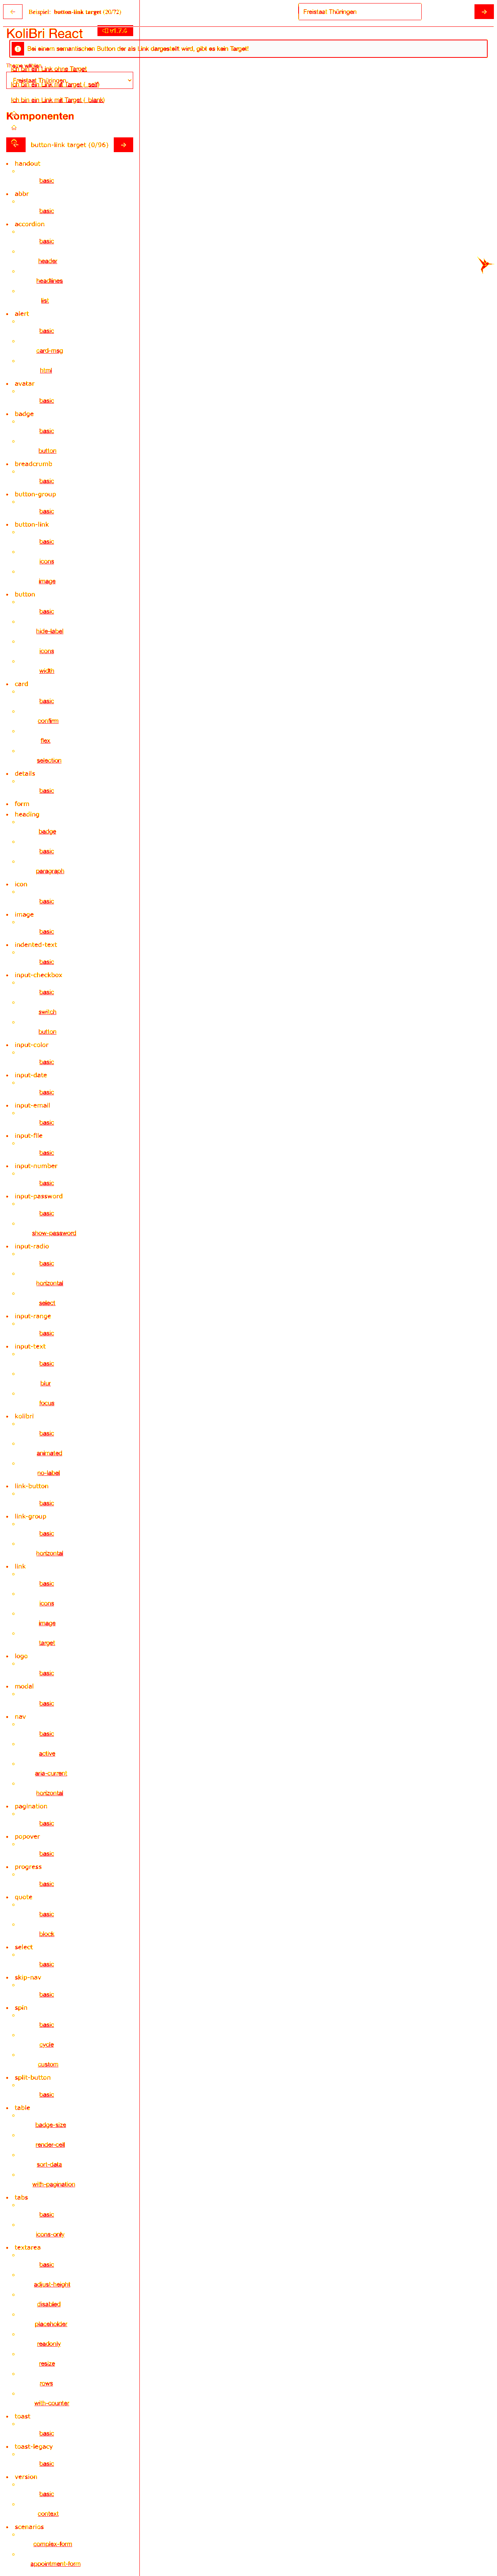 Beispiel: button-link target (20/72)
Freistaat Thüringen
KoliBri React
Bei einem semantischen Button der als Link dargestellt wird, gibt es kein Target!
Ich bin ein Link ohne Target
Freistaat Thüringen
Ich bin ein Link mit Target (_self)
Ich bin ein Link mit Target (_blank)
Komponenten
button-link target (0/96)
handout
basic
abbr
basic
accordion
basic
header
headlines
list
alert
basic
card-msg
html
avatar
basic
badge
basic
button
breadcrumb
basic
button-group
basic
button-link
basic
icons
image
button
basic
hide-label
icons
width
card
basic
confirm
flex
selection
details
basic
form
heading
badge
basic
paragraph
icon
basic
image
basic
indented-text
basic
input-checkbox
basic
switch
button
input-color
basic
input-date
basic
input-email
basic
input-file
basic
input-number
basic
input-password
basic
show-password
input-radio
basic
horizontal
select
input-range
basic
input-text
basic
blur
focus
kolibri
basic
animated
no-label
link-button
basic
link-group
basic
horizontal
link
basic
icons
image
target
logo
basic
modal
basic
nav
basic
active
aria-current
horizontal
pagination
basic
popover
basic
progress
basic
quote
basic
block
select
basic
skip-nav
basic
spin
basic
cycle
custom
split-button
basic
table
badge-size
render-cell
sort-data
with-pagination
tabs
basic
icons-only
textarea
basic
adjust-height
disabled
placeholder
readonly
resize
rows
with-counter
toast
basic
toast-legacy
basic
version
basic
context
scenarios
complex-form
appointment-form